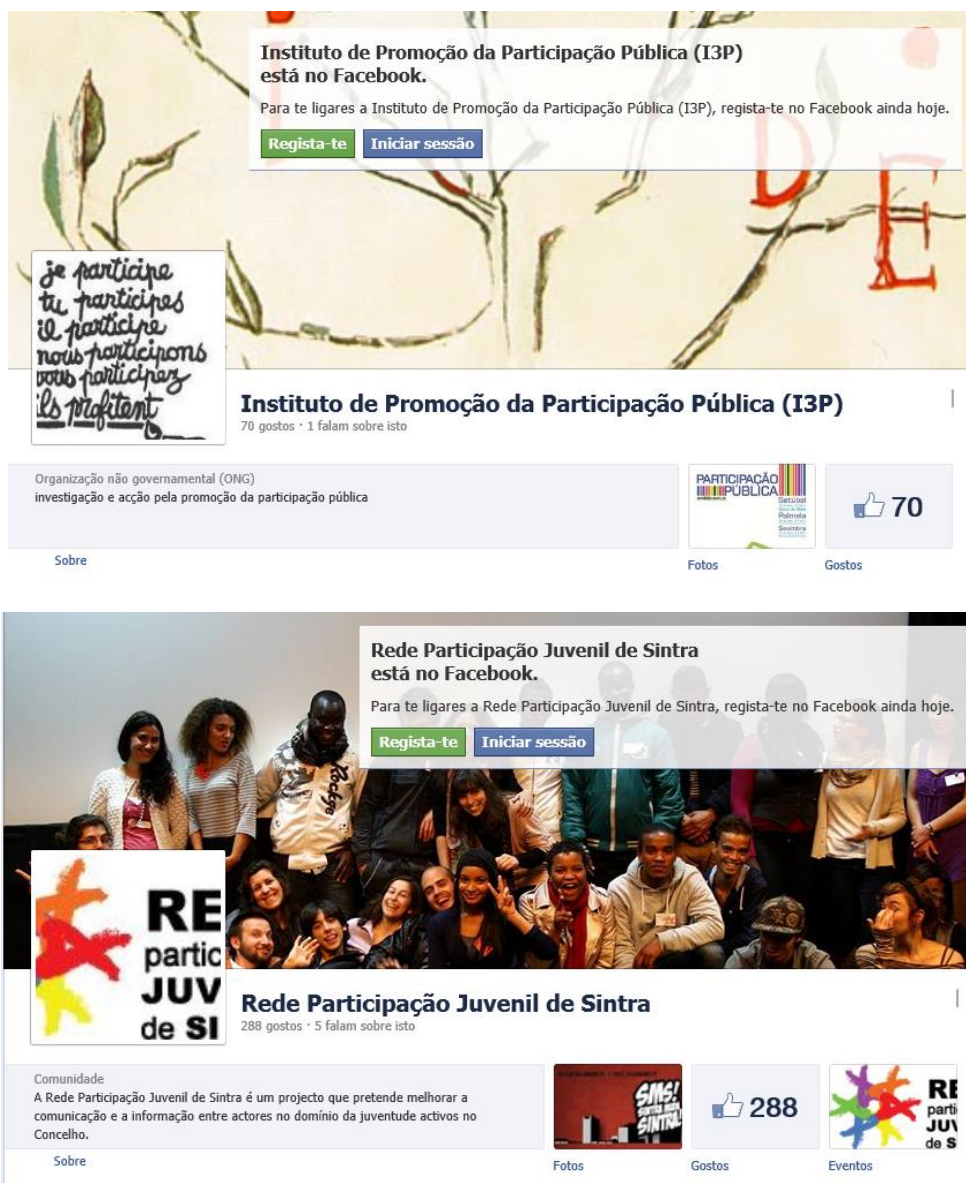 Instituto de Promoção da Participação Pública (I3P)
está no Facebook.
Para te ligares a Instituto de Promoção da Participação Pública (I3P), regista-te no Facebook ainda hoje.
Regista-te Iniciar sessão
D
E
je participe
tu participes
il participe
nous participons
vous participez
ils profitent
Instituto de Promoção da Participação Pública (I3P)
70 gostos · 1 falam sobre isto
Organização não governamental (ONG)
investigação e acção pela promoção da participação pública
Sobre
PARTICIPAÇÃO
PÚBLICA
Setúbal
Palmela
Sesimbra
Fotos
70
Gostos
Rede Participação Juvenil de Sintra
está no Facebook.
Para te ligares a Rede Participação Juvenil de Sintra, regista-te no Facebook ainda hoje.
Regista-te Iniciar sessão
Rockys
RE
partic
JUV
de SI
Rede Participação Juvenil de Sintra
288 gostos · 5 falam sobre isto
Comunidade
A Rede Participação Juvenil de Sintra é um projecto que pretende melhorar a
comunicação e a informação entre actores no domínio da juventude activos no
Concelho.
Sobre
SMS!
SINTRA!
Fotos
288
Gostos
RE
parti
JUV
de S
Eventos